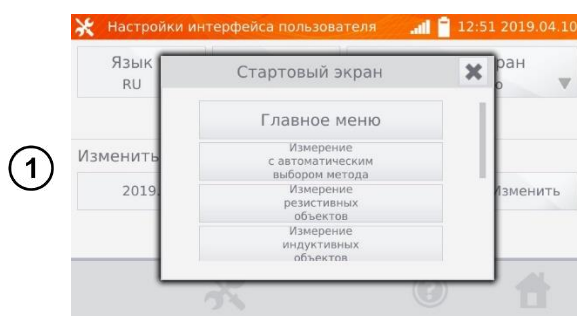 Настройки интерфейса пользователя 12:51 2019.04.10
Язык
RU
Стартовый экран
Главное меню
Измерение
с автоматическим
выбором метода
Измерение
резистивных
объектов
Измерение
индуктивных
объектов
1
Изменить
2019.
Изменить